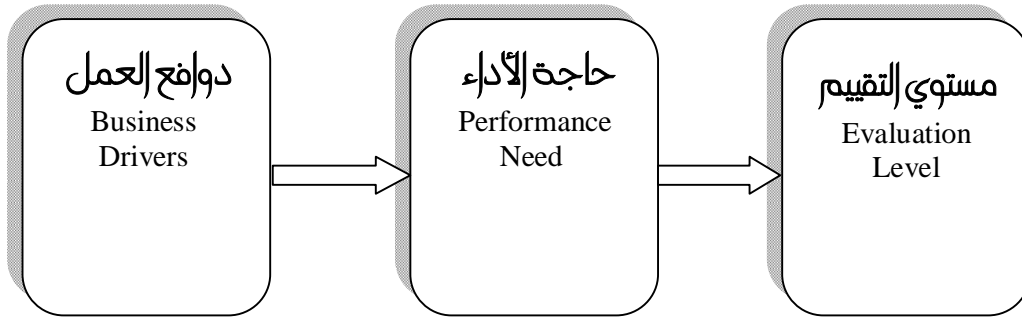 دوافع العمل
Business
Drivers
حاجة الأداء
Performance
Need
مستوي التقييم
Evaluation
Level